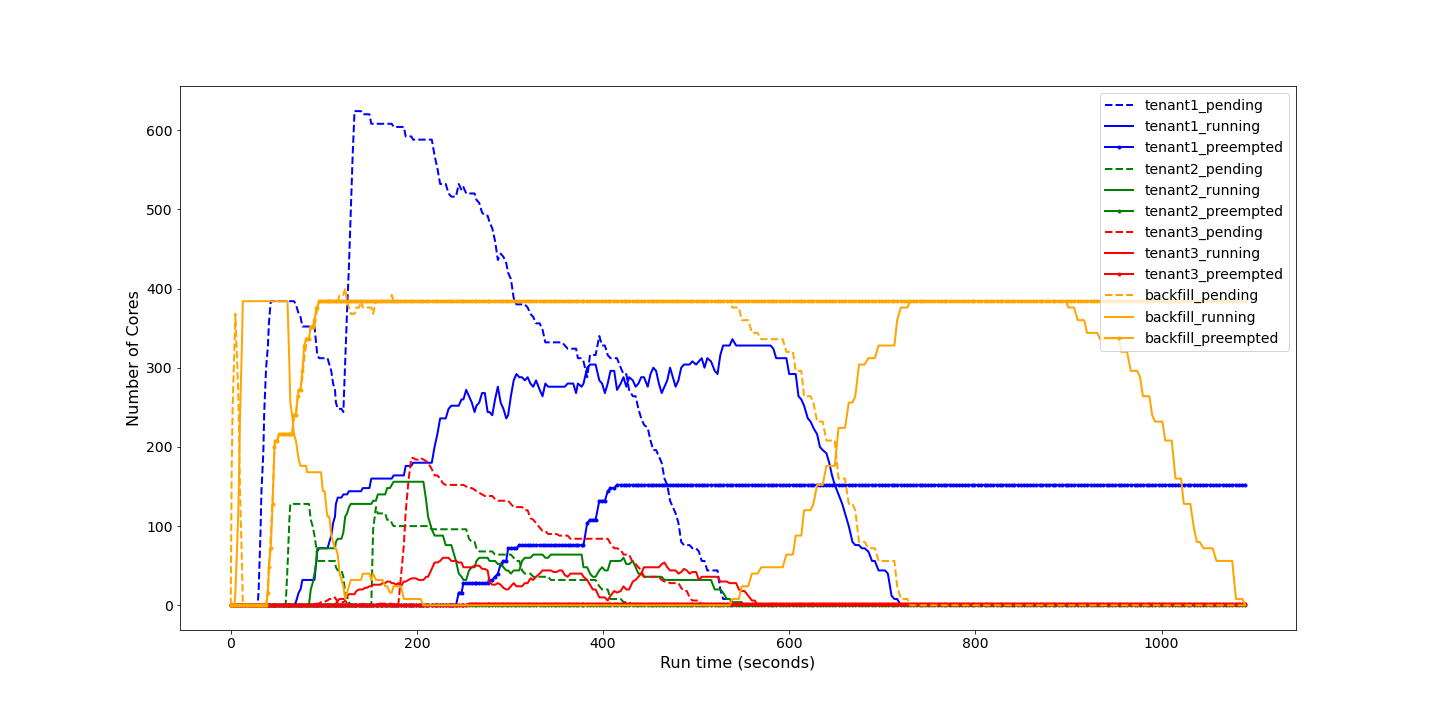 Number of Cores
600
500
400
300
200
100
0
0 200 400 600 800 1000
Run time (seconds)
tenant1_pending
tenant1_running
tenant1_preempted
tenant2_pending
tenant2_running
tenant2_preempted
tenant3_pending
tenant3_running
tenant3_preempted
backfill_pending
backfill_running
backfill_preempted